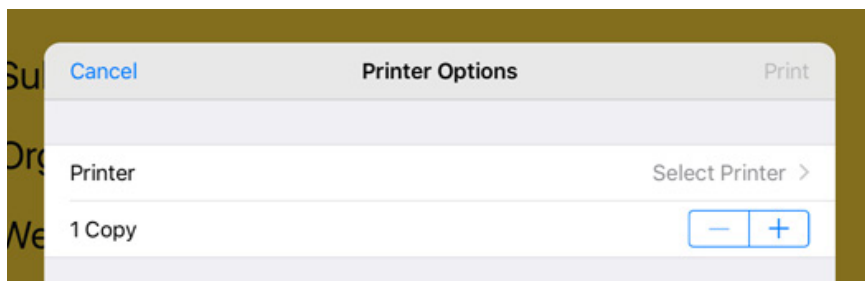 Cancel Printer Options Print
Printer Select Printer >
1 Copy − +